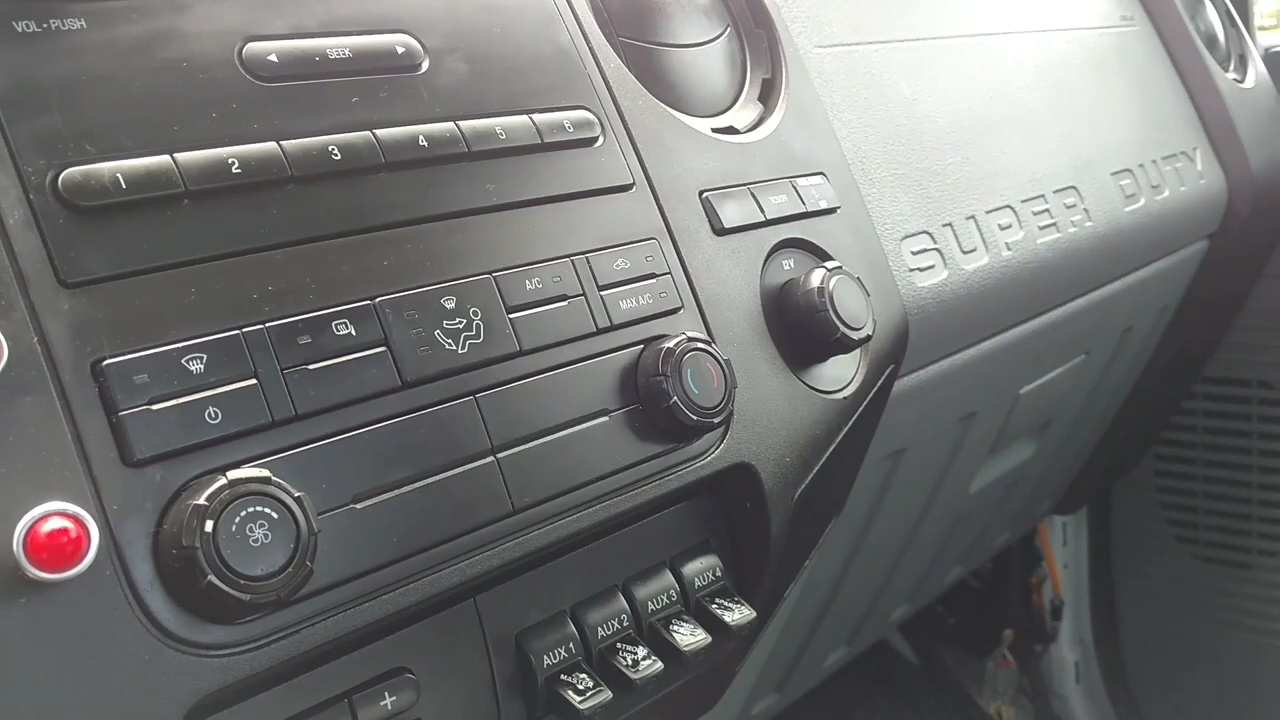 VOL•PUSH
SEEK
1 2 3 4 5 6
12V
SUPER DUTY
A/C
MAX A/C
AUX 1
AUX 2
AUX 3
AUX 4
MASTER
STROBE
LIGHT